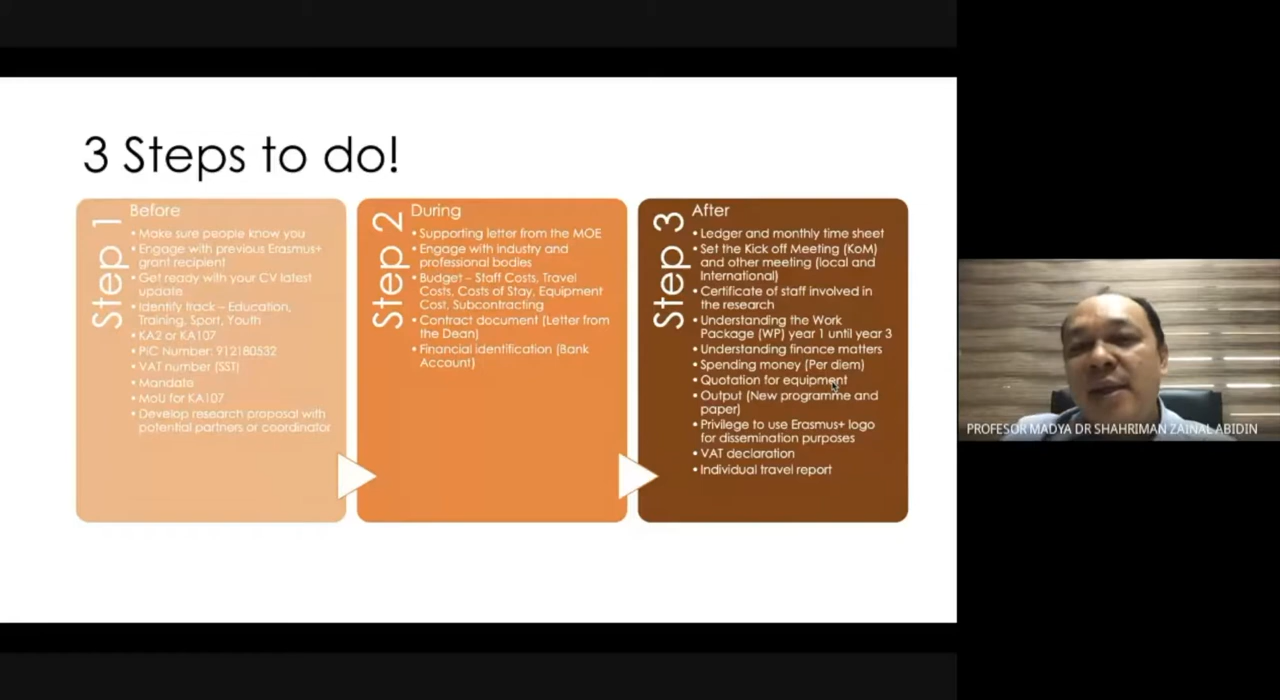 3 Steps to do!
Step 1
Before
• Make sure people know you
• Engage with previous Erasmus+
grant recipient
• Get ready with your CV latest
update
• Identify track – Education,
Training, Sport, Youth
• KA2 or KA107
• PiC Number: 912180532
• VAT number (SST)
• Mandate
• MoU for KA107
• Develop research proposal with
potential partners or coordinator
Step 2
During
• Supporting letter from the MOE
• Engage with industry and
professional bodies
• Budget – Staff Costs, Travel
Costs, Costs of Stay, Equipment
Cost, Subcontracting
• Contract document (Letter from
the Dean)
• Financial identification (Bank
Account)
Step 3
After
• Ledger and monthly time sheet
• Set the Kick off Meeting (KoM)
and other meeting (local and
International)
• Certificate of staff involved in
the research
• Understanding the Work
Package (WP) year 1 until year 3
• Understanding finance matters
• Spending money (Per diem)
• Quotation for equipment
• Output (New programme and
paper)
• Privilege to use Erasmus+ logo
for dissemination purposes
• VAT declaration
• Individual travel report
PROFESOR MADYA DR SHAHRIMAN ZAINAL ABIDIN